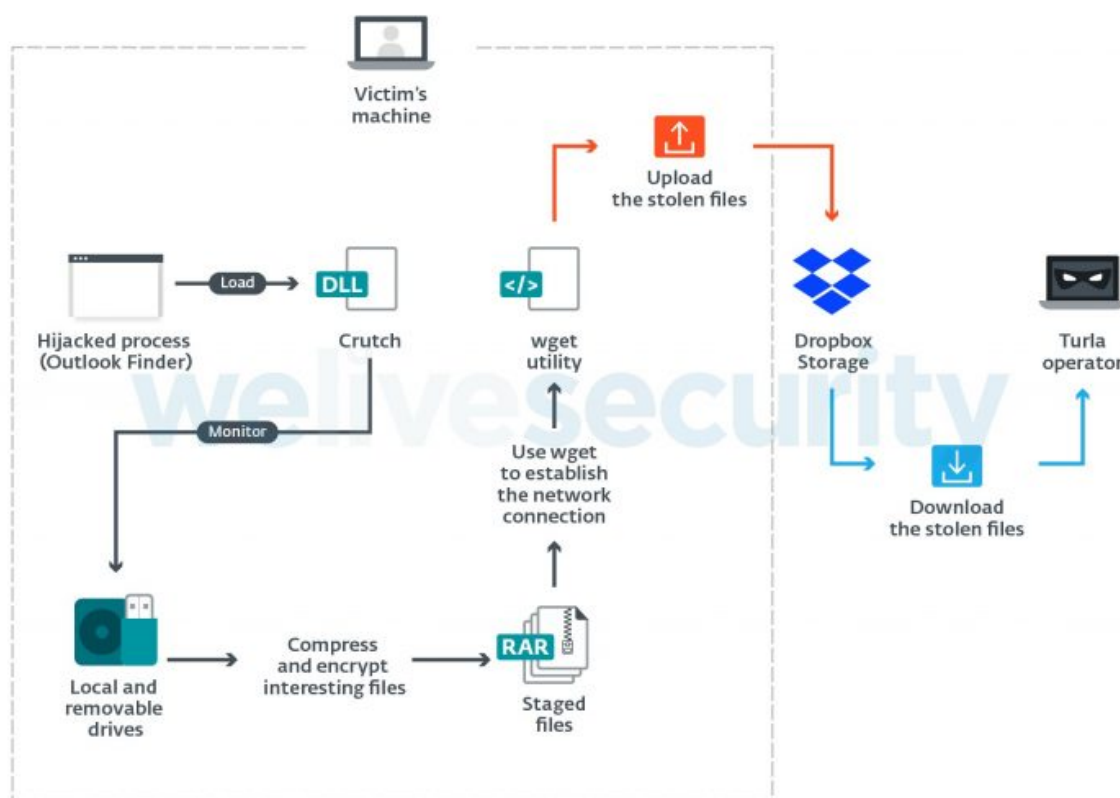 Victim's
machine
Upload
the stolen files
Load
DLL
</>
Hijacked process
(Outlook Finder)
Crutch
wget
utility
Dropbox
Storage
Turla
operator
welivesecurity
Monitor
Use wget
to establish
the network
connection
Download
the stolen files
RAR
Compress
and encrypt
interesting files
Local and
removable
drives
Staged
files